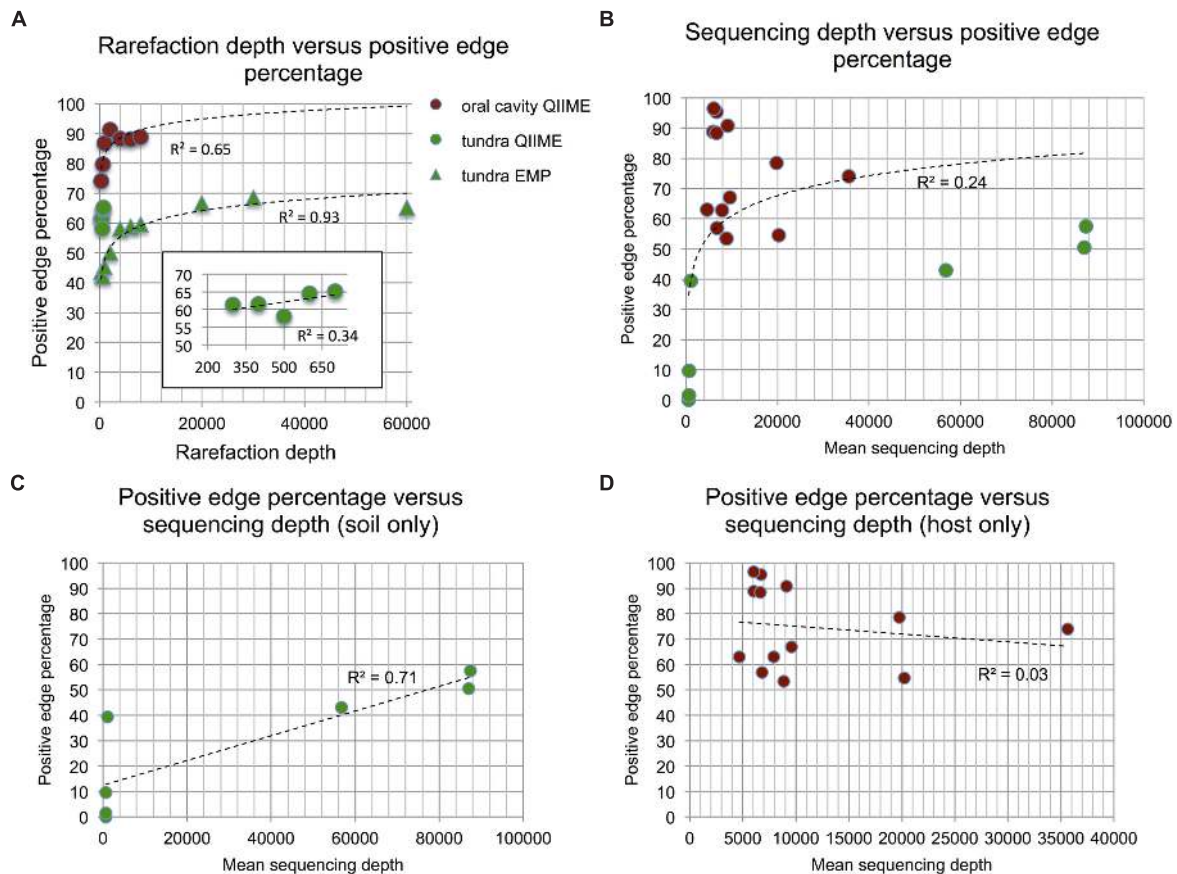 A
Rarefaction depth versus positive edge
percentage
Positive edge percentage
100
90
80
70
60
50
40
30
20
10
0
R² = 0.65
R² = 0.93
70
65
60
55
50
R² = 0.34
200 350 500 650
0 20000 40000 60000
Rarefaction depth
oral cavity QIIME
tundra QIIME
tundra EMP
B
Sequencing depth versus positive edge
percentage
Positive edge percentage
100
90
80
70
60
50
40
30
20
10
0
R² = 0.24
0 20000 40000 60000 80000 100000
Mean sequencing depth
C
Positive edge percentage versus
sequencing depth (soil only)
Positive edge percentage
100
90
80
70
60
50
40
30
20
10
0
R² = 0.71
0 20000 40000 60000 80000 100000
Mean sequencing depth
D
Positive edge percentage versus
sequencing depth (host only)
Positive edge percentage
100
90
80
70
60
50
40
30
20
10
0
R² = 0.03
0 5000 10000 15000 20000 25000 30000 35000 40000
Mean sequencing depth